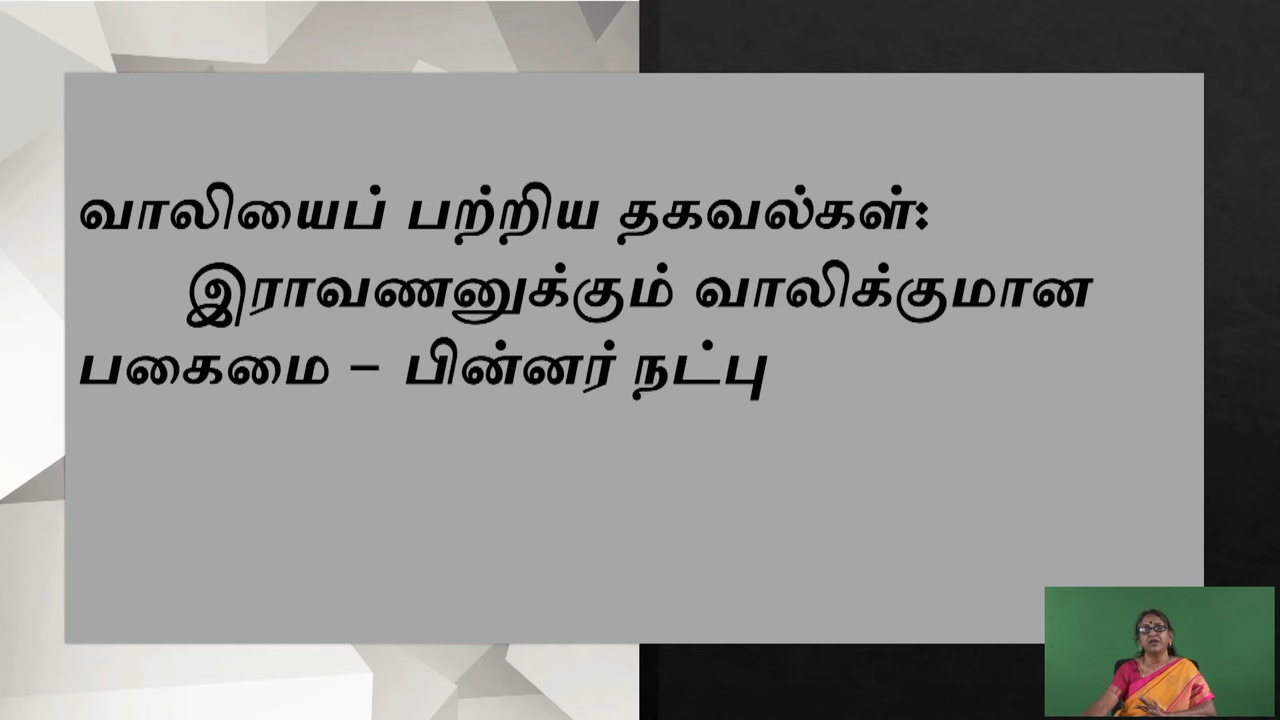 வாலியைப் பற்றிய தகவல்கள்:
இராவணனுக்கும் வாலிக்குமான
பகைமை – பின்னர் நட்பு